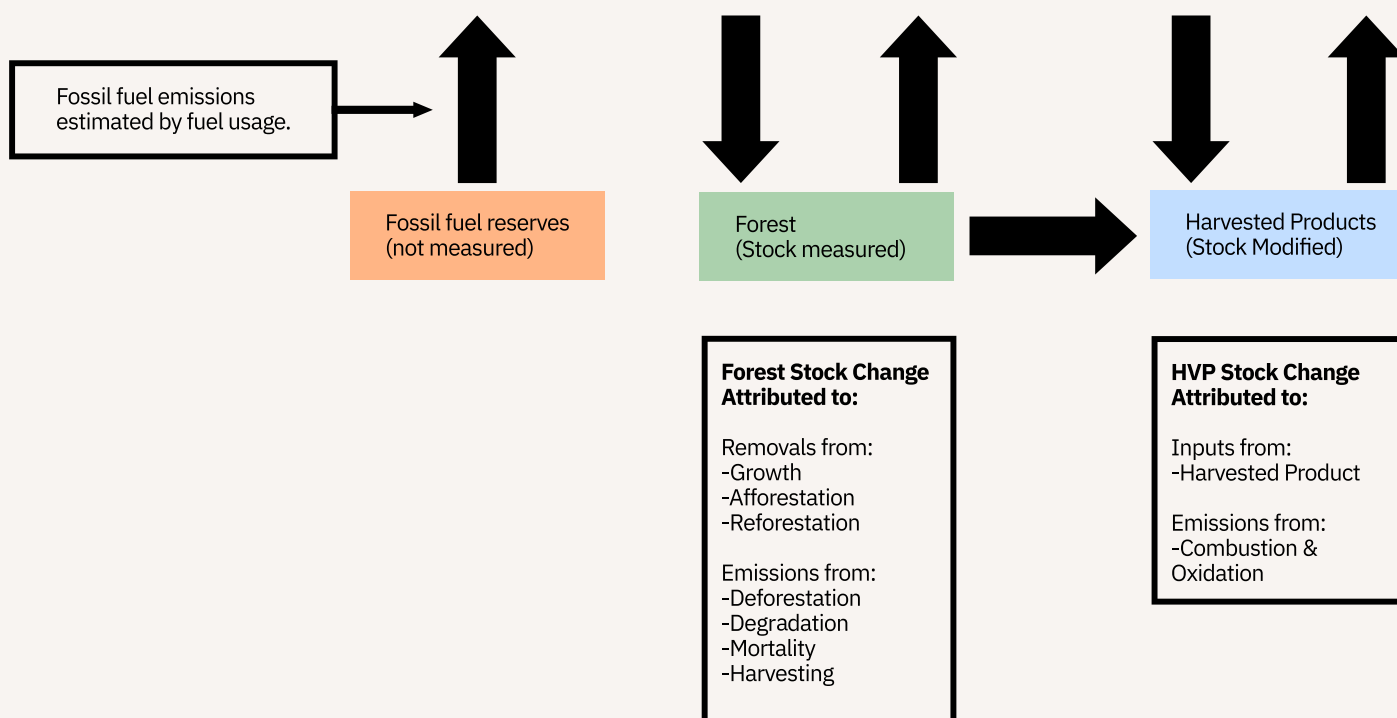 Fossil fuel emissions
estimated by fuel usage.
Fossil fuel reserves
(not measured)
Forest
(Stock measured)
Harvested Products
(Stock Modified)
Forest Stock Change
Attributed to:
Removals from:
-Growth
-Afforestation
-Reforestation
Emissions from:
-Deforestation
-Degradation
-Mortality
-Harvesting
HVP Stock Change
Attributed to:
Inputs from:
-Harvested Product
Emissions from:
-Combustion &
Oxidation